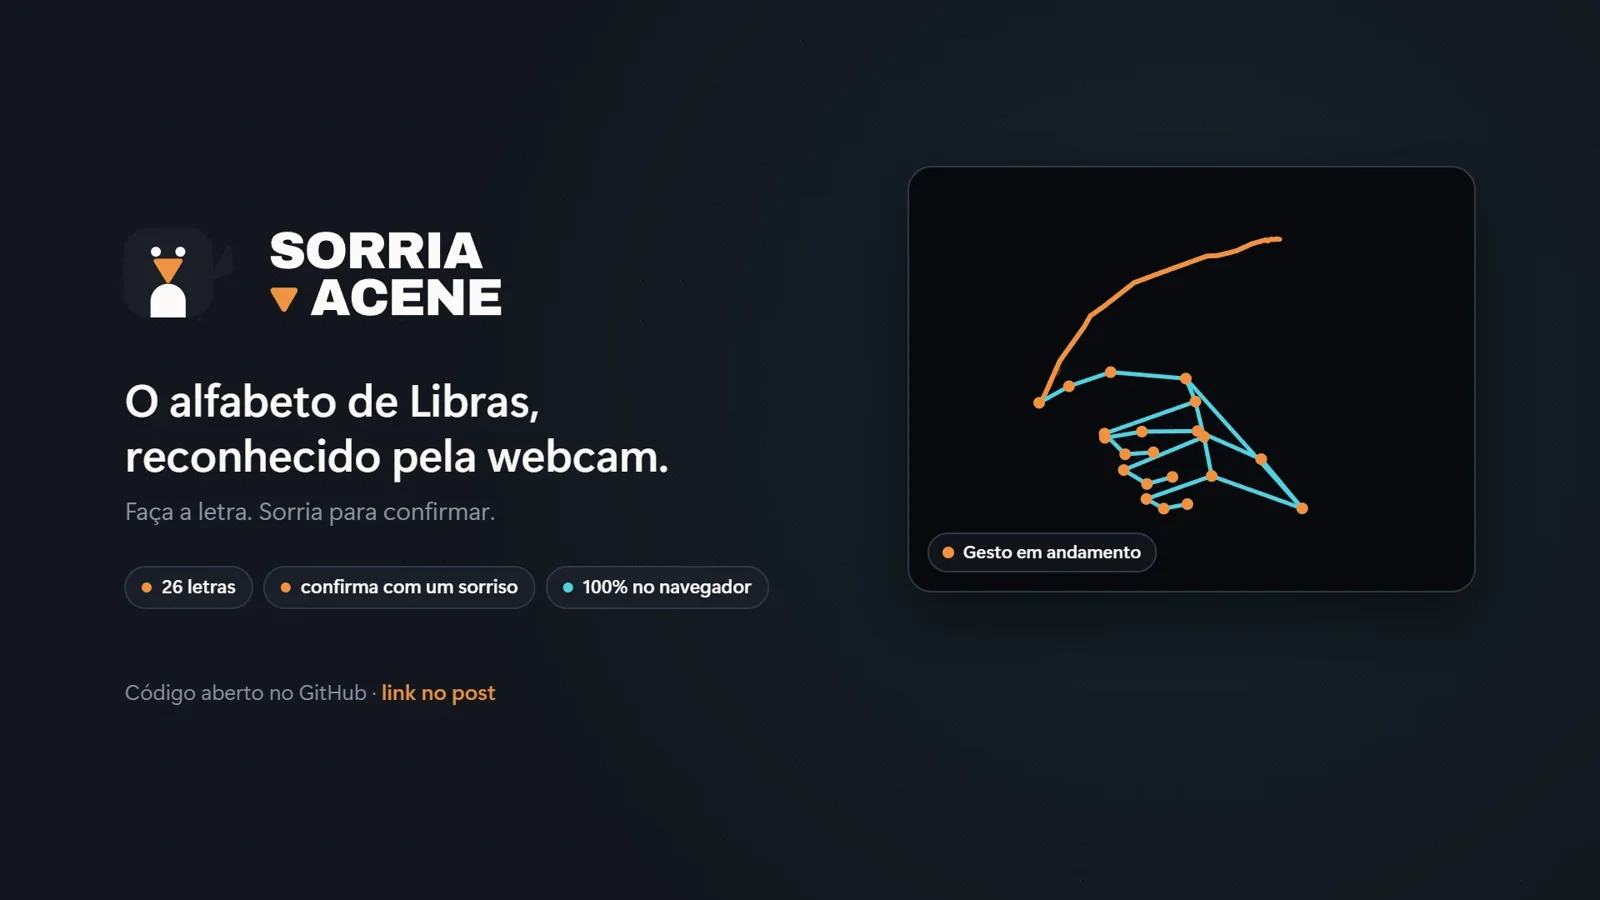 SORRIA
ACENE
O alfabeto de Libras,
reconhecido pela webcam.
Faça a letra. Sorria para confirmar.
26 letras
confirma com um sorriso
100% no navegador
Código aberto no GitHub · link no post
Gesto em andamento